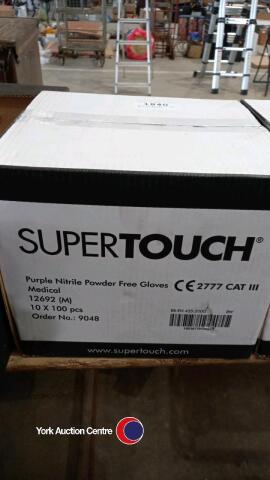 1840
SUPERTOUCH®
Purple Nitrile Powder Free Gloves
Medical
12692 (M)
10 X 100 pcs
Order No.: 9048
CE 2777 CAT III
www.supertouch.com
York Auction Centre